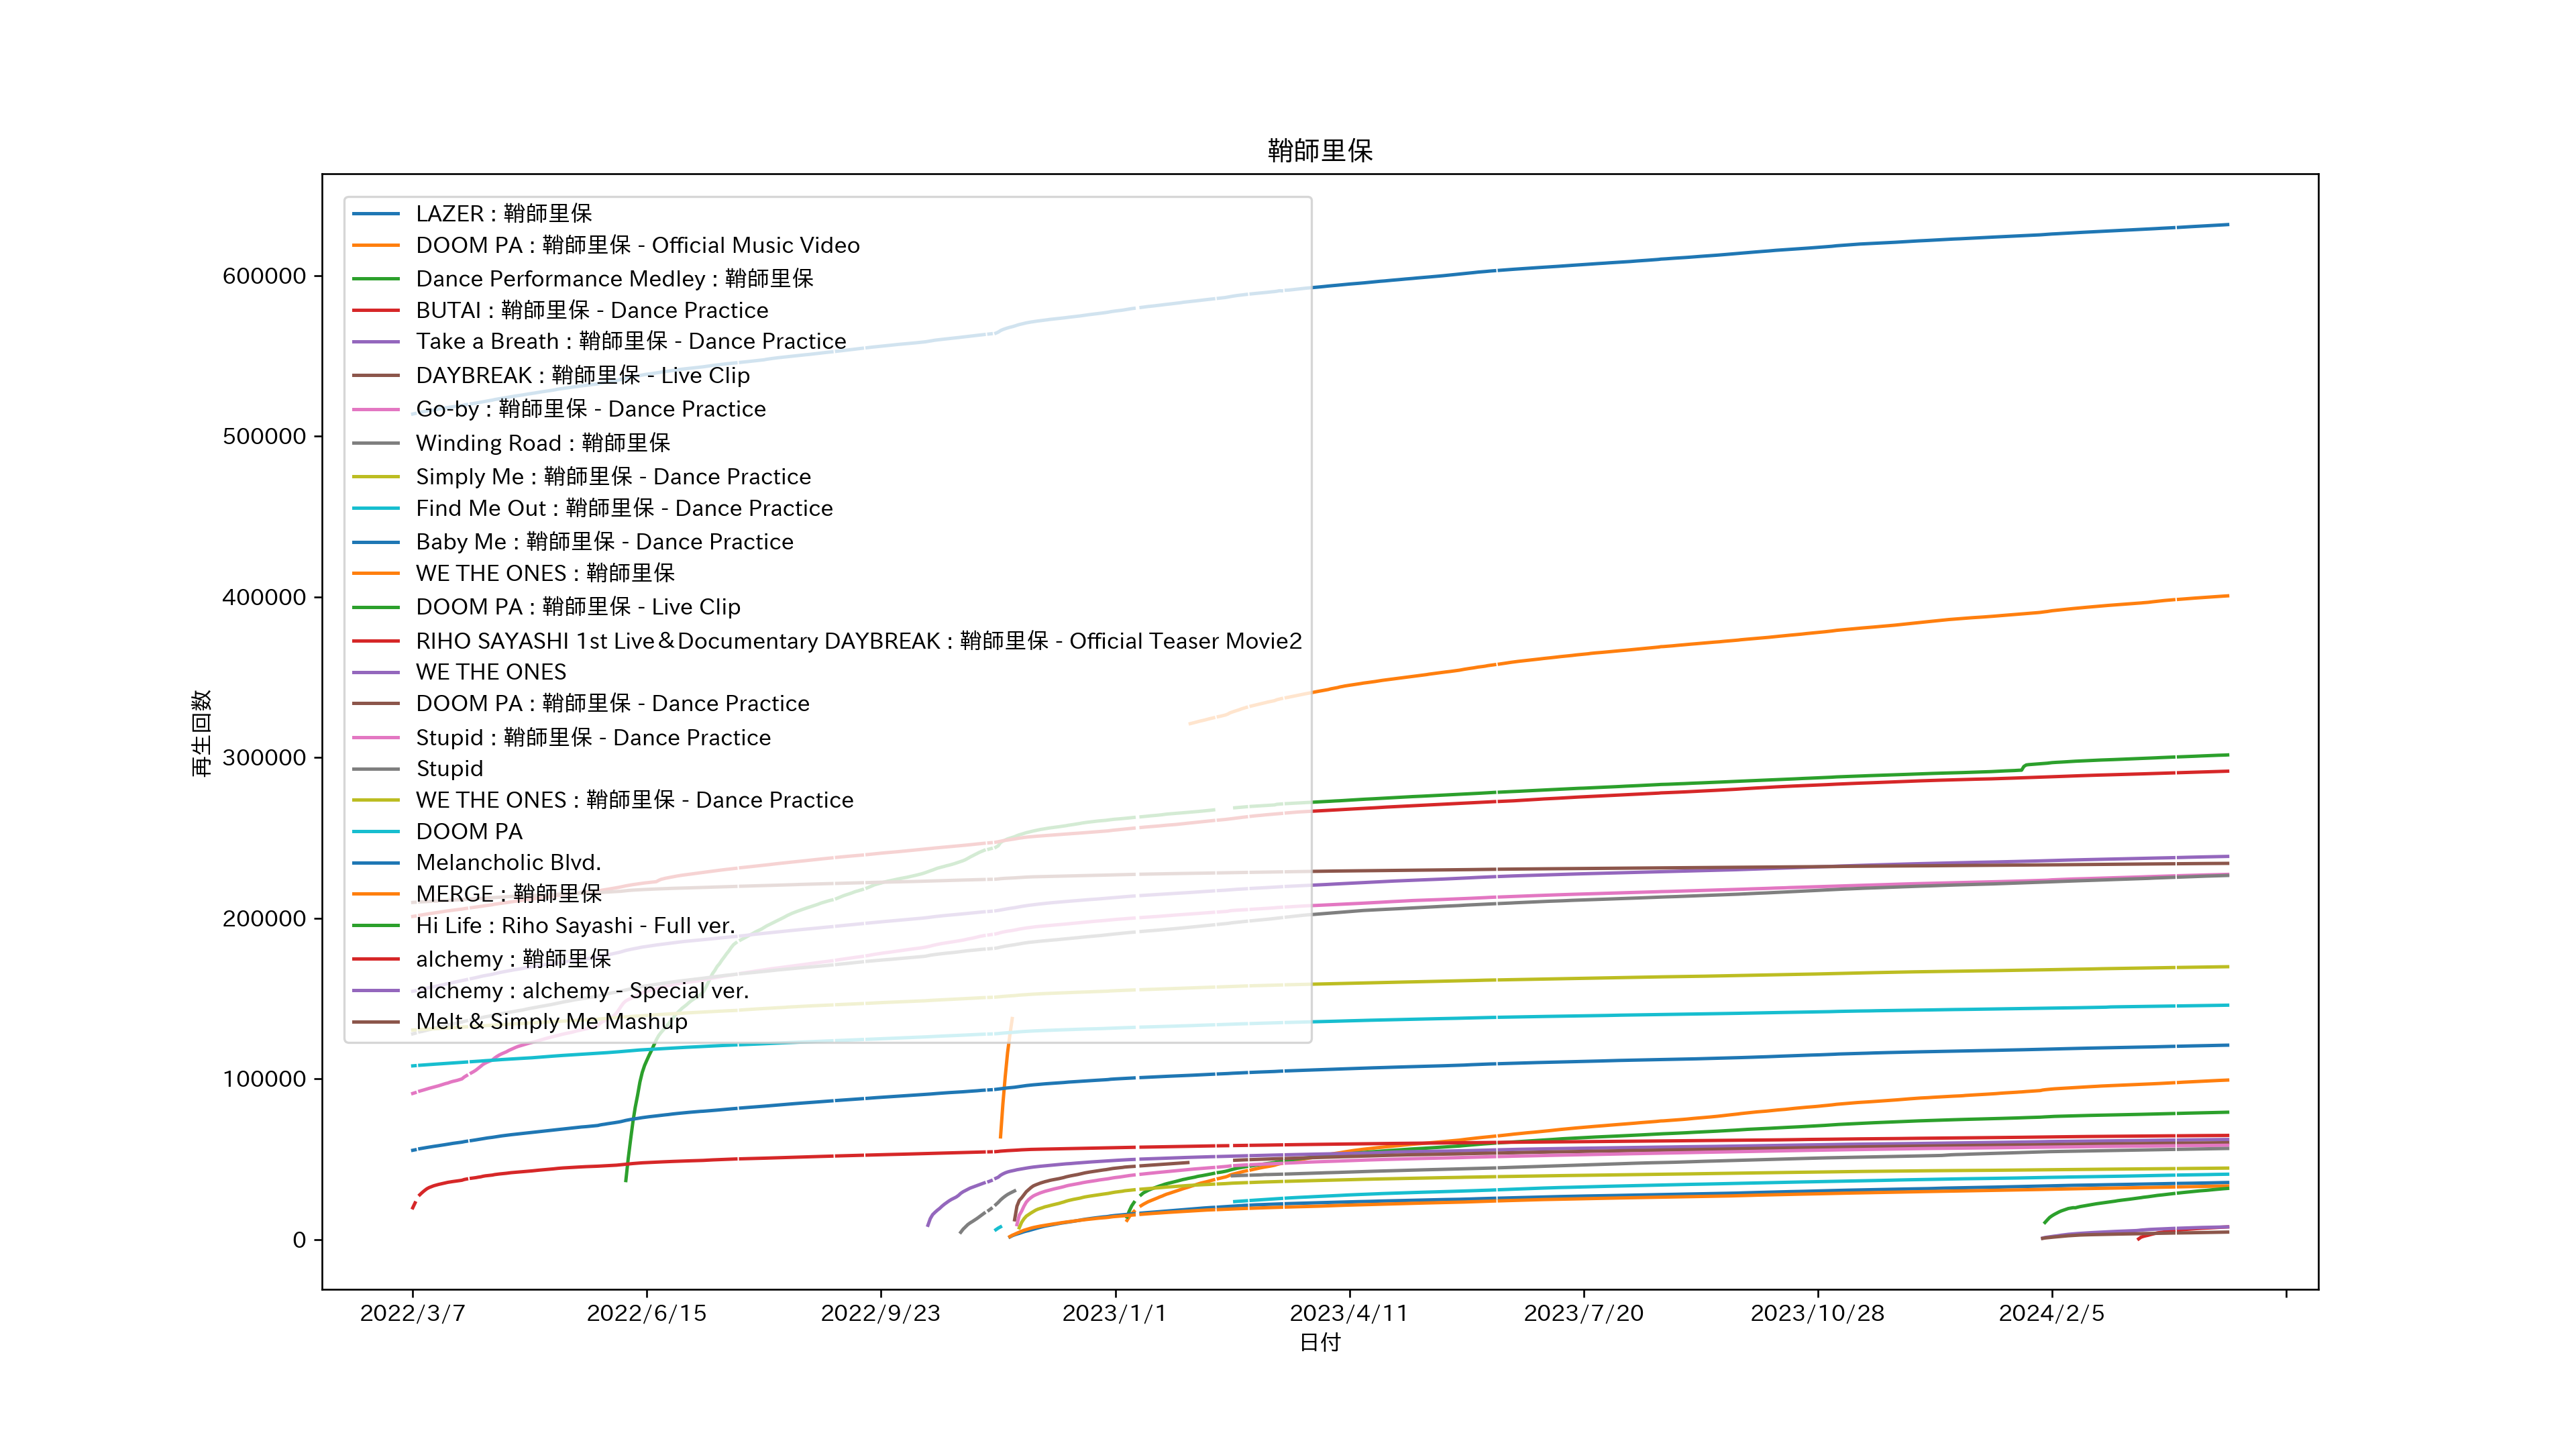 鞘師里保
LAZER : 鞘師里保
DOOM PA : 鞘師里保 - Official Music Video
Dance Performance Medley : 鞘師里保
BUTAI : 鞘師里保 - Dance Practice
Take a Breath : 鞘師里保 - Dance Practice
DAYBREAK : 鞘師里保 - Live Clip
Go-by : 鞘師里保 - Dance Practice
Winding Road : 鞘師里保
Simply Me : 鞘師里保 - Dance Practice
Find Me Out : 鞘師里保 - Dance Practice
Baby Me : 鞘師里保 - Dance Practice
WE THE ONES : 鞘師里保
DOOM PA : 鞘師里保 - Live Clip
RIHO SAYASHI 1st Live＆Documentary DAYBREAK : 鞘師里保 - Official Teaser Movie2
WE THE ONES
DOOM PA : 鞘師里保 - Dance Practice
Stupid : 鞘師里保 - Dance Practice
Stupid
WE THE ONES : 鞘師里保 - Dance Practice
DOOM PA
Melancholic Blvd.
MERGE : 鞘師里保
Hi Life : Riho Sayashi - Full ver.
alchemy : 鞘師里保
alchemy : alchemy - Special ver.
Melt & Simply Me Mashup
再生回数
600000
500000
400000
300000
200000
100000
0
2022/3/7 2022/6/15 2022/9/23 2023/1/1 2023/4/11 2023/7/20 2023/10/28 2024/2/5
日付